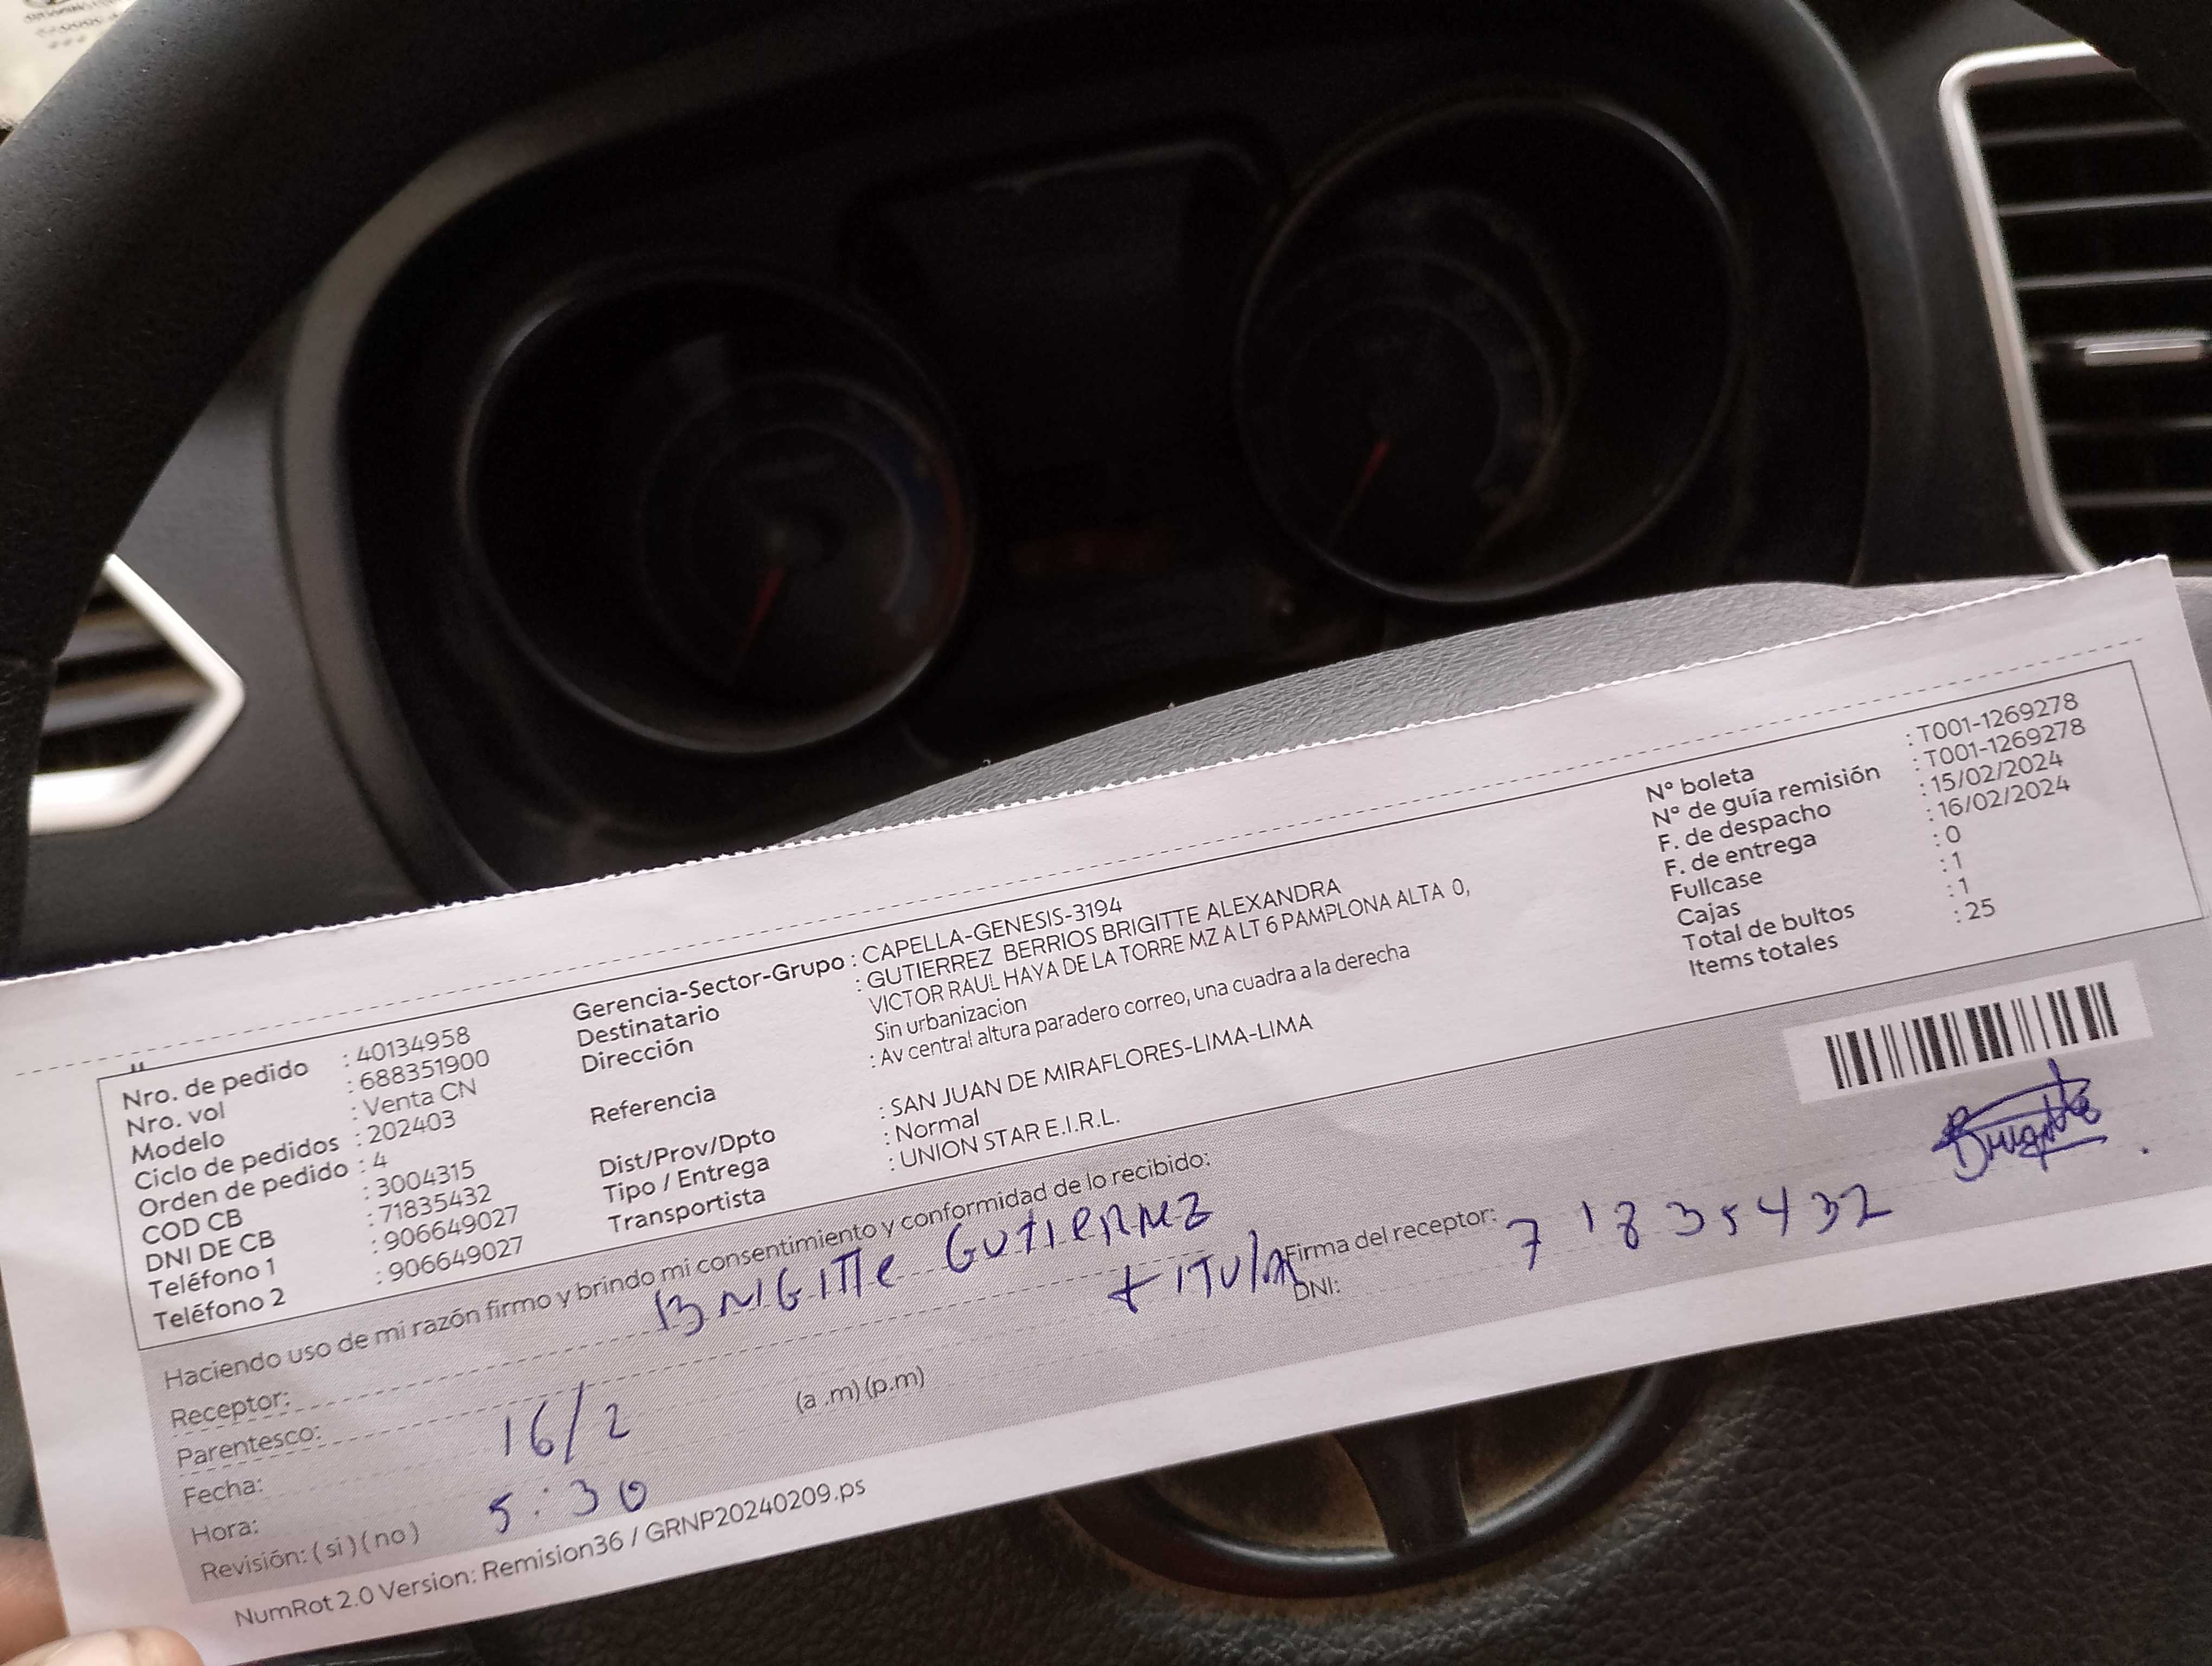 Nro. de pedido : 40134958
Nro. vol : 688351900
Modelo : Venta CN
Ciclo de pedidos : 202403
Orden de pedido : 4
COD CB : 3004315
DNI DE CB : 71835432
Teléfono 1 : 906649027
Teléfono 2 : 906649027
Gerencia-Sector-Grupo : CAPELLA-GENESIS-3194
Destinatario : GUTIERREZ BERRIOS BRIGITTE ALEXANDRA
Dirección VICTOR RAUL HAYA DE LA TORRE MZ A LT 6 PAMPLONA ALTA 0,
Sin urbanizacion
Referencia : Av central altura paradero correo, una cuadra a la derecha
Dist/Prov/Dpto : SAN JUAN DE MIRAFLORES-LIMA-LIMA
Tipo / Entrega : Normal
Transportista : UNION STAR E.I.R.L.
N° boleta : T001-1269278
N° de guía remisión : T001-1269278
F. de despacho : 15/02/2024
F. de entrega : 16/02/2024
Fullcase : 0
Cajas : 1
Total de bultos : 1
Items totales : 25
Haciendo uso de mi razón firmo y brindo mi consentimiento y conformidad de lo recibido:
Receptor: BRIGITTE GUTIERREZ
Parentesco: TITULAR
Fecha: 16/2
Hora: 5:30 (a .m) (p.m)
Revisión: ( si ) ( no )
Firma del receptor:
DNI: 71835432
NumRot 2.0 Version: Remision36 / GRNP20240209.ps